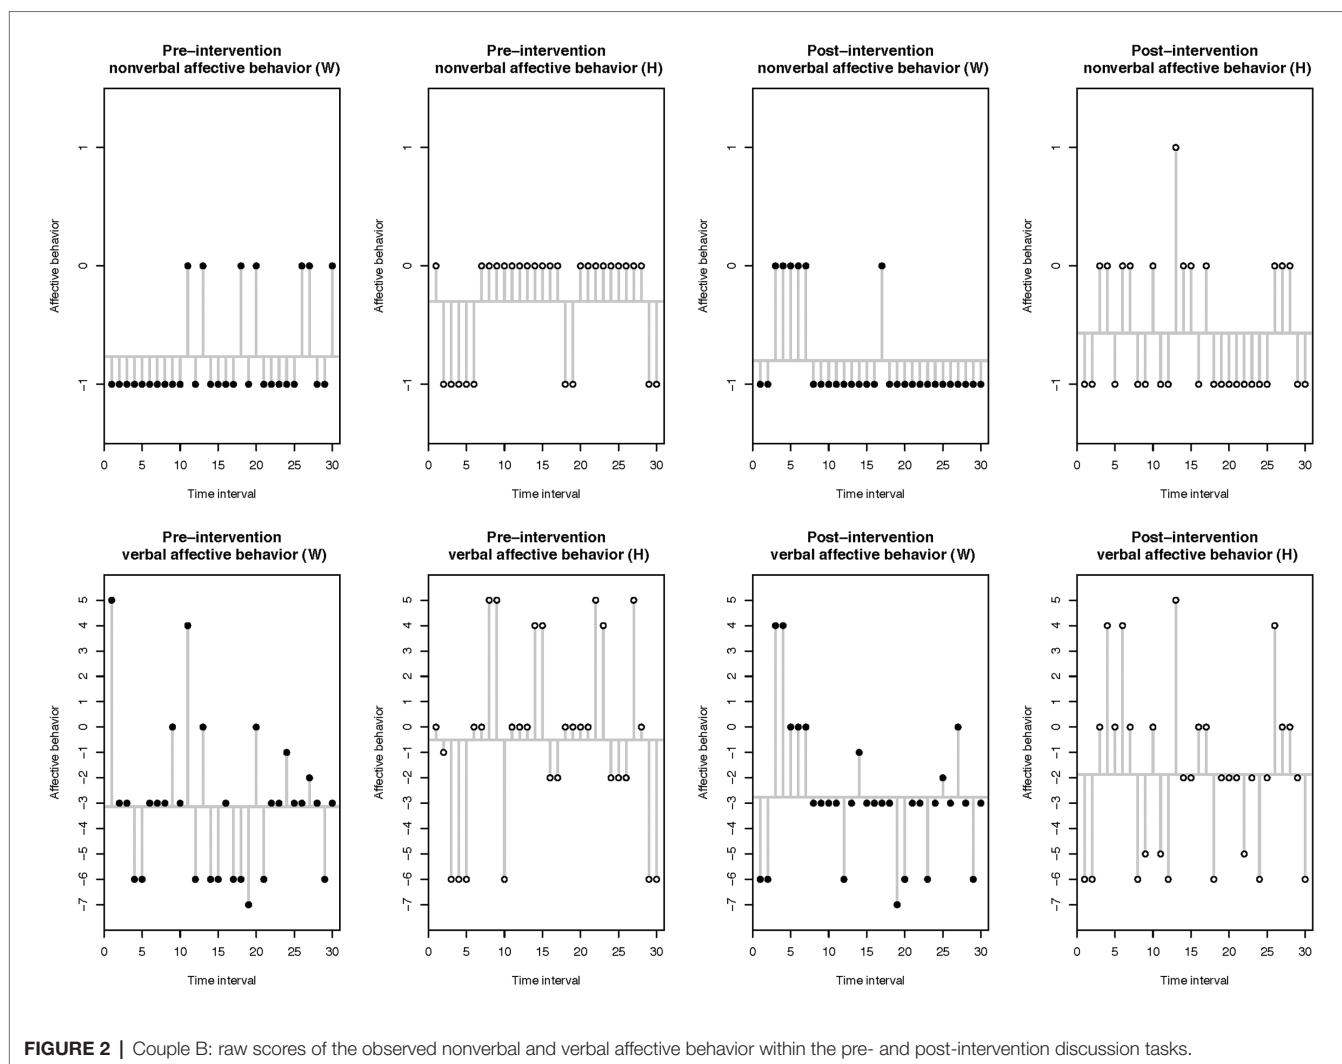 Pre–intervention
nonverbal affective behavior (W)
Affective behavior
1
0
−1
0 5 10 15 20 25 30
Time interval
Pre–intervention
nonverbal affective behavior (H)
Affective behavior
1
0
−1
0 5 10 15 20 25 30
Time interval
Post–intervention
nonverbal affective behavior (W)
Affective behavior
1
0
−1
0 5 10 15 20 25 30
Time interval
Post–intervention
nonverbal affective behavior (H)
Affective behavior
1
0
−1
0 5 10 15 20 25 30
Time interval
Pre–intervention
verbal affective behavior (W)
Affective behavior
5
4
3
2
1
0
−1
−2
−3
−4
−5
−6
−7
0 5 10 15 20 25 30
Time interval
Pre–intervention
verbal affective behavior (H)
Affective behavior
5
4
3
2
1
0
−1
−2
−3
−4
−5
−6
−7
0 5 10 15 20 25 30
Time interval
Post–intervention
verbal affective behavior (W)
Affective behavior
5
4
3
2
1
0
−1
−2
−3
−4
−5
−6
−7
0 5 10 15 20 25 30
Time interval
Post–intervention
verbal affective behavior (H)
Affective behavior
5
4
3
2
1
0
−1
−2
−3
−4
−5
−6
−7
0 5 10 15 20 25 30
Time interval
FIGURE 2 | Couple B: raw scores of the observed nonverbal and verbal affective behavior within the pre- and post-intervention discussion tasks.